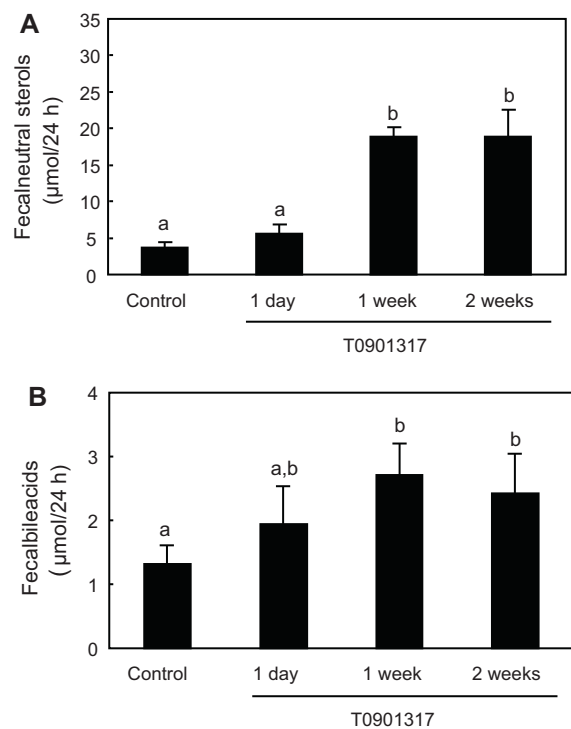 A
Fecalneutral sterols
(µmol/24 h)
35
30
25
20
15
10
5
0
a
a
b
b
Control
1 day
1 week
2 weeks
T0901317
B
Fecalbileacids
( µmol/24 h)
4
3
2
1
0
a
a,b
b
b
Control
1 day
1 week
2 weeks
T0901317